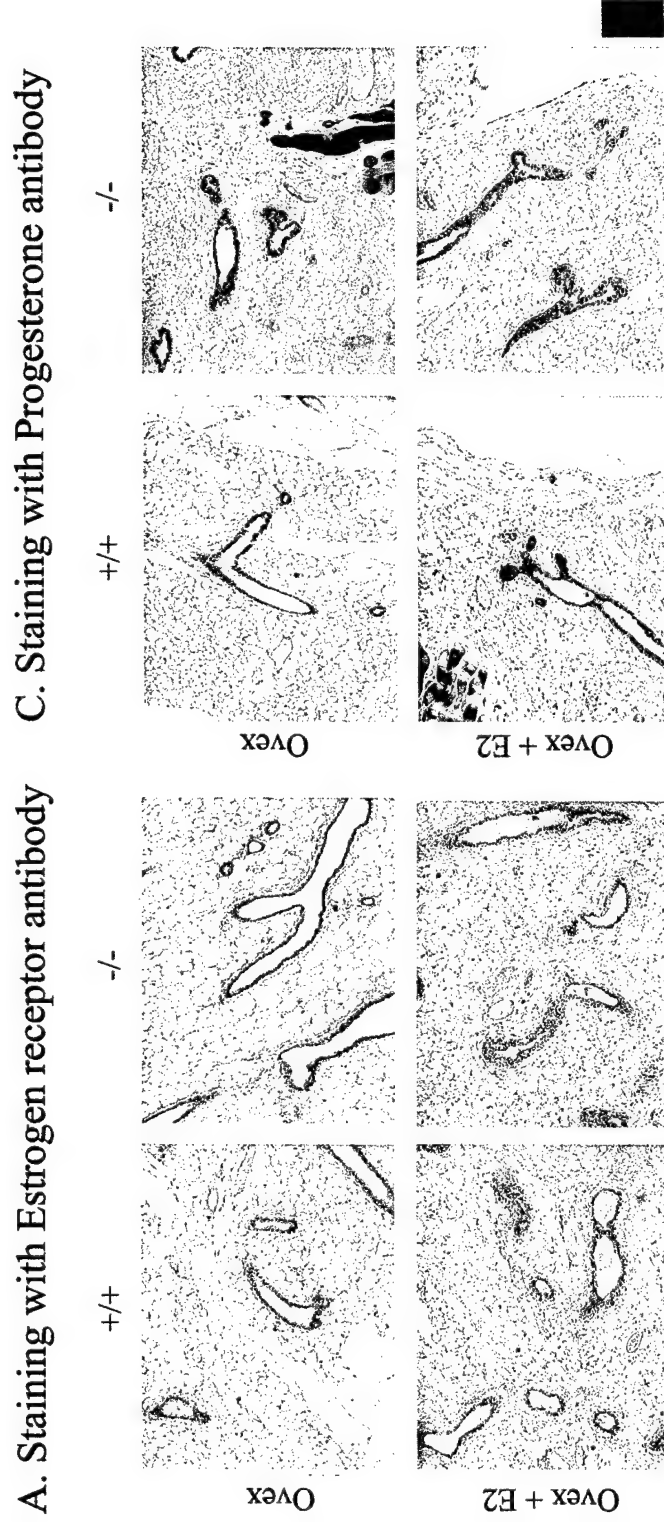 A. Staining with Estrogen receptor antibody
+/+
-/-
Ovex
Ovex + E2
C. Staining with Progesterone antibody
+/+
-/-
Ovex
Ovex + E2